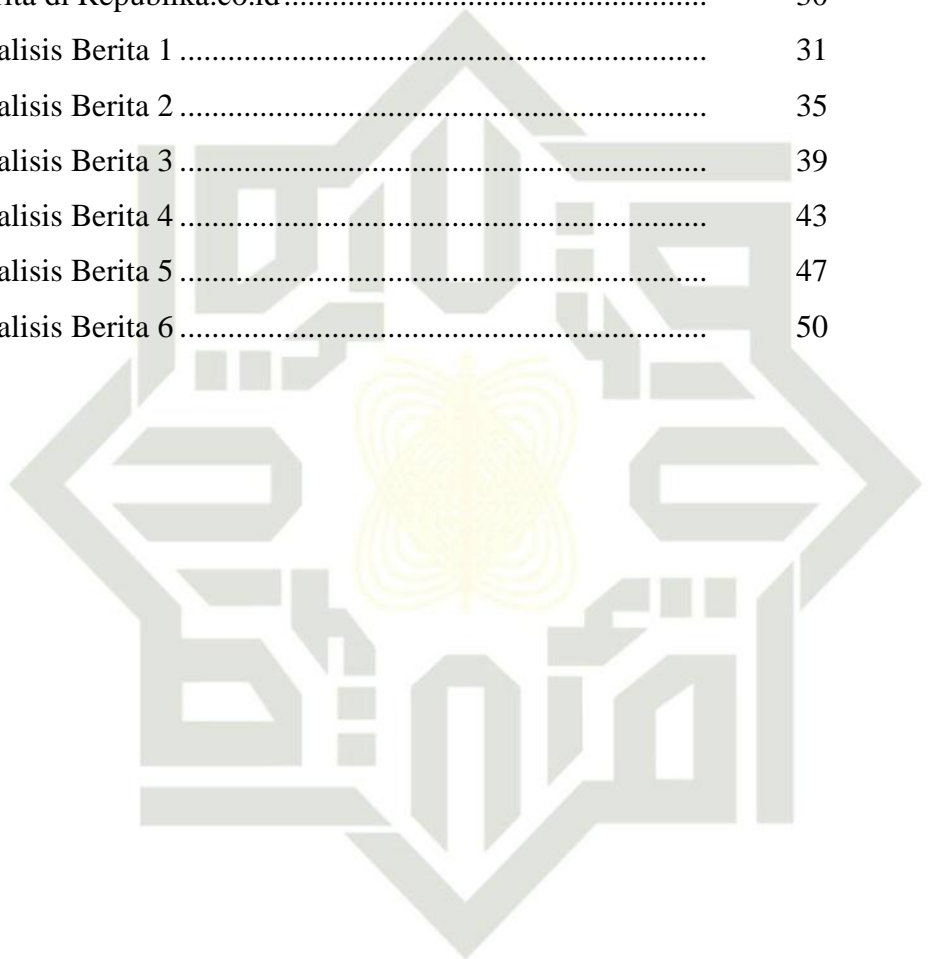 rita di Republika.co.id............................................................ 30
alisis Berita 1 ........................................................................ 31
alisis Berita 2 ........................................................................ 35
alisis Berita 3 ........................................................................ 39
alisis Berita 4 ........................................................................ 43
alisis Berita 5 ........................................................................ 47
alisis Berita 6 ........................................................................ 50